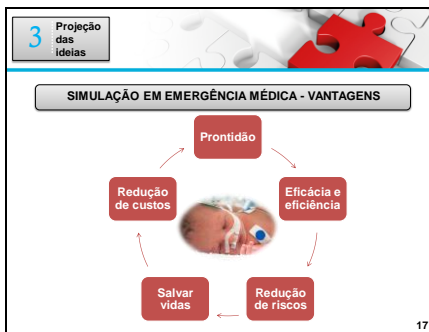 3
Projeção
das
ideias
SIMULAÇÃO EM EMERGÊNCIA MÉDICA - VANTAGENS
Prontidão
Eficácia e
eficiência
Redução
de riscos
Salvar
vidas
Redução
de custos
17